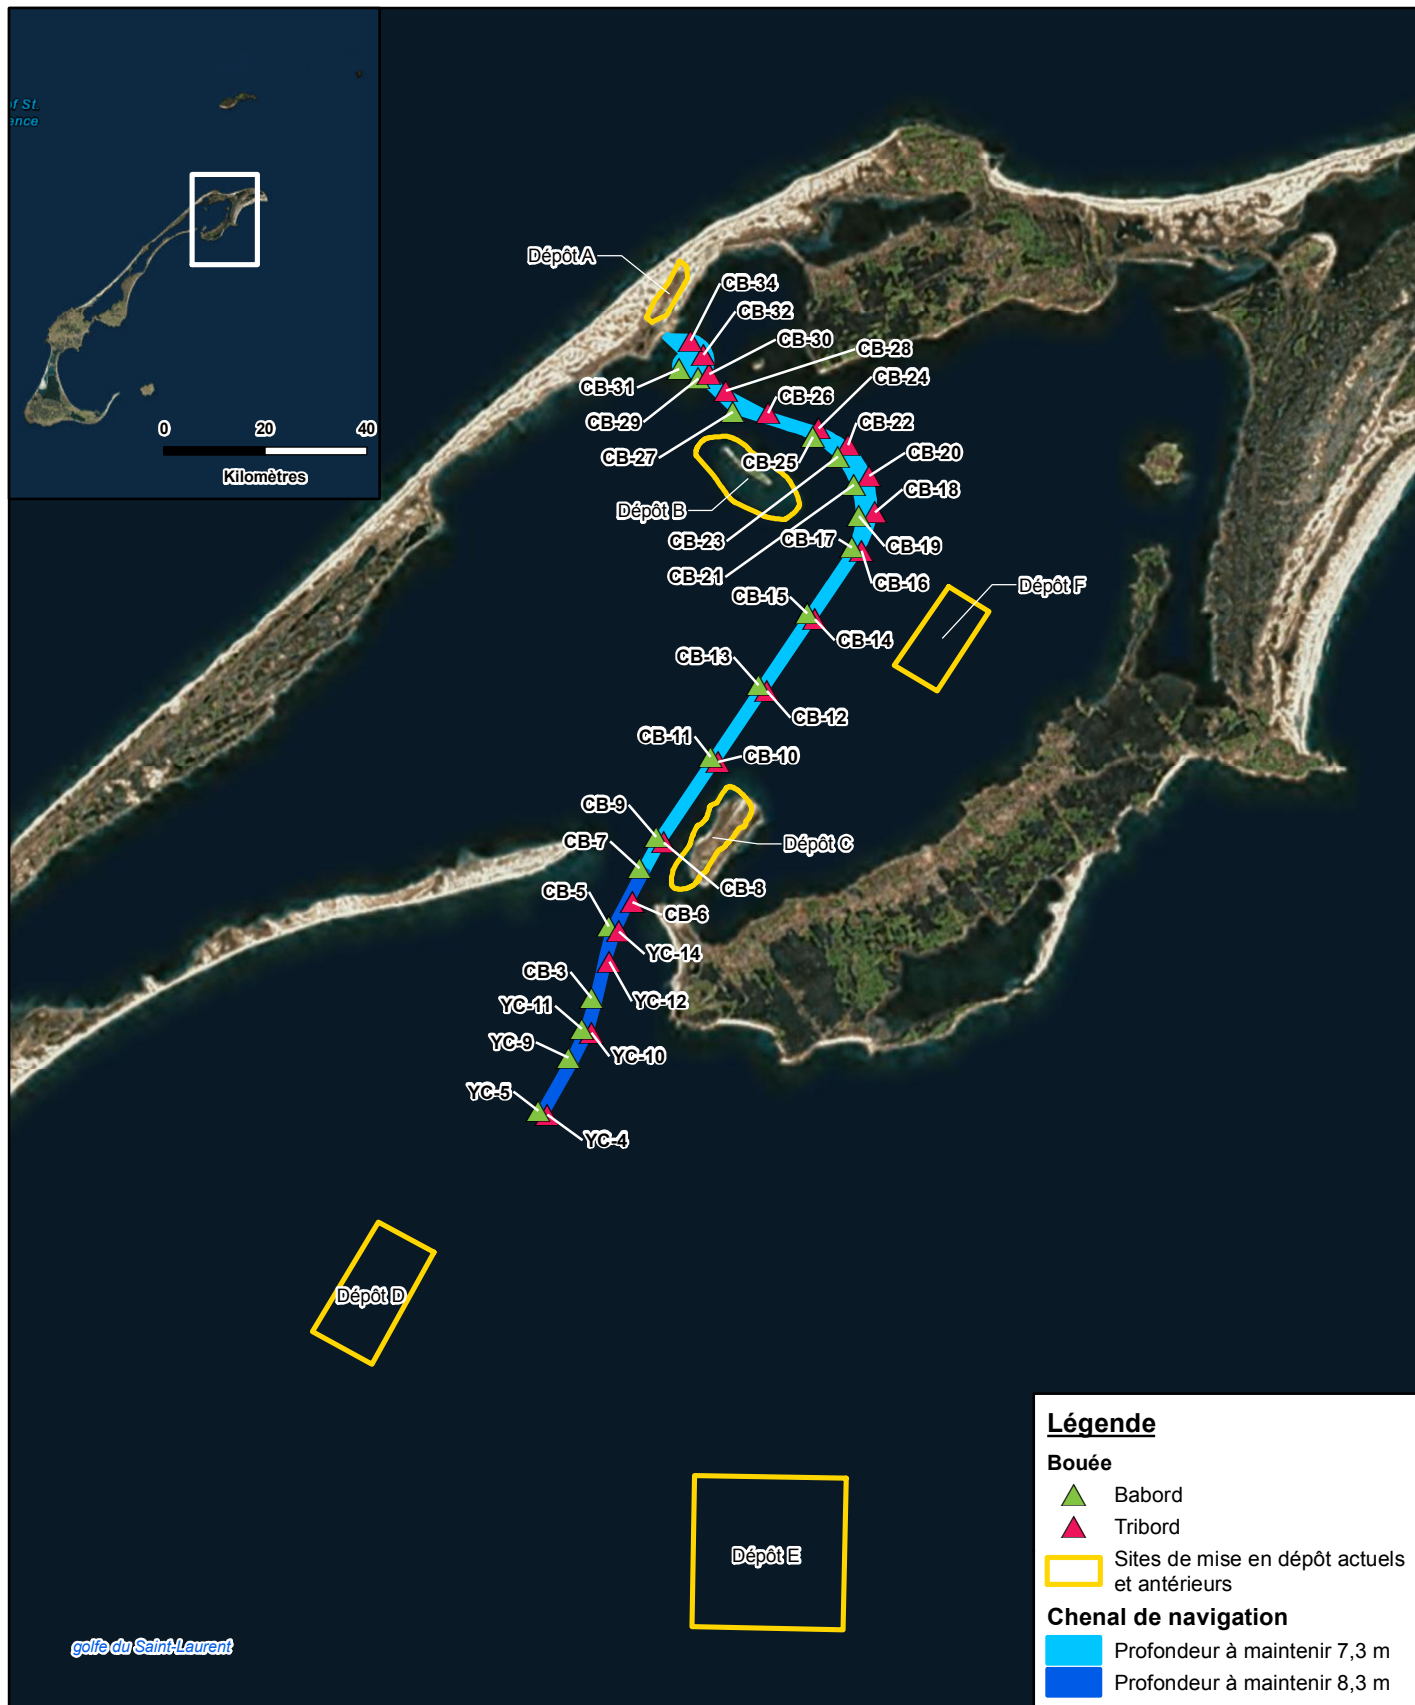 of St.
ence
0 20 40
Kilomètres
Dépôt A
CB-34
CB-32
CB-30
CB-28
CB-24
CB-31
CB-26
CB-29
CB-22
CB-27
CB-25
CB-20
CB-18
Dépôt B
CB-23
CB-17
CB-19
CB-21
CB-16
Dépôt F
CB-15
CB-14
CB-13
CB-12
CB-11
CB-10
CB-9
Dépôt C
CB-7
CB-8
CB-5
CB-6
YC-14
CB-3
YC-12
YC-11
YC-9
YC-10
YC-5
YC-4
Dépôt D
Dépôt E
golfe du Saint-Laurent
Légende
Bouée
Babord
Tribord
Sites de mise en dépôt actuels
et antérieurs
Chenal de navigation
Profondeur à maintenir 7,3 m
Profondeur à maintenir 8,3 m